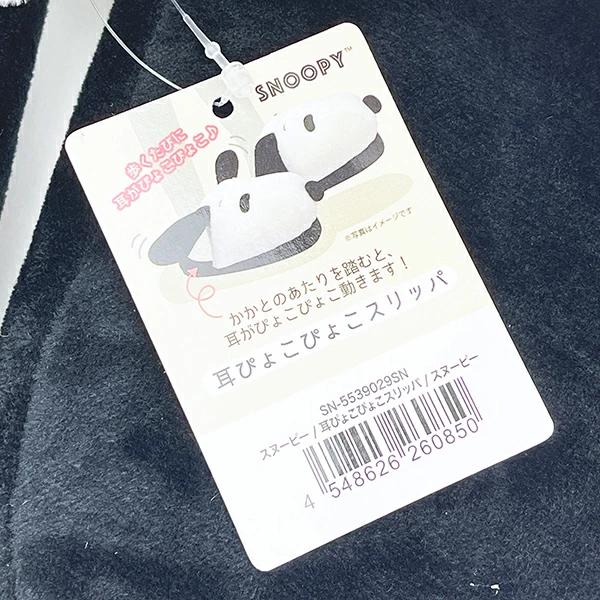 SNOOPY™
歩くたびに
耳がぴょこぴょこ♪
※写真はイメージです
かかとのあたりを踏むと、
耳がぴょこぴょこ動きます！
耳ぴょこぴょこスリッパ
SN-5539029SN
スヌーピー / 耳ぴょこぴょこスリッパ / スヌーピー
4 548626 260850